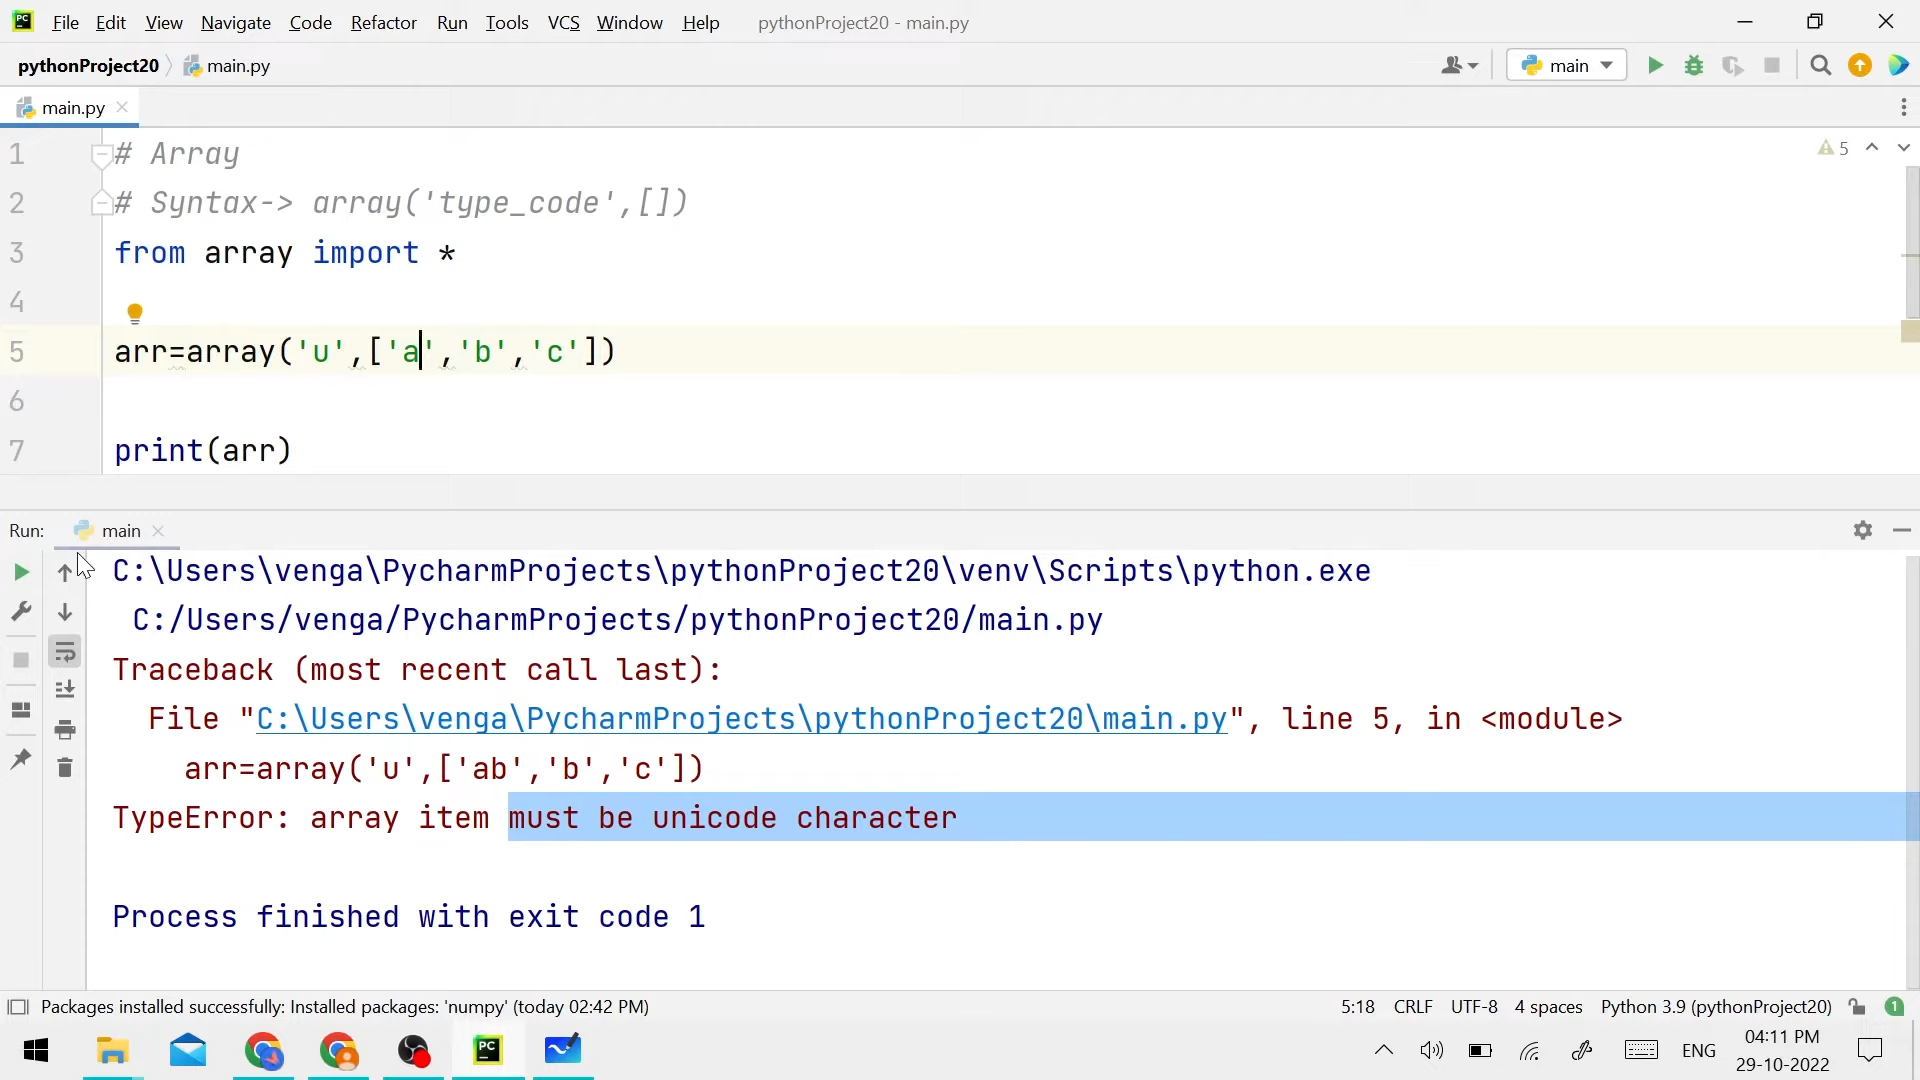 PC File Edit View Navigate Code Refactor Run Tools VCS Window Help pythonProject20 - main.py
pythonProject20 main.py main
main.py
1 # Array 5
2 # Syntax-> array('type_code',[])
3 from array import *
4
5 arr=array('u',['a','b','c'])
6
7 print(arr)
Run: main
C:\Users\venga\PycharmProjects\pythonProject20\venv\Scripts\python.exe
C:/Users/venga/PycharmProjects/pythonProject20/main.py
Traceback (most recent call last):
File "C:\Users\venga\PycharmProjects\pythonProject20\main.py", line 5, in <module>
arr=array('u',['ab','b','c'])
TypeError: array item must be unicode character
Process finished with exit code 1
Packages installed successfully: Installed packages: 'numpy' (today 02:42 PM) 5:18 CRLF UTF-8 4 spaces Python 3.9 (pythonProject20) 1
PC ENG 04:11 PM
29-10-2022